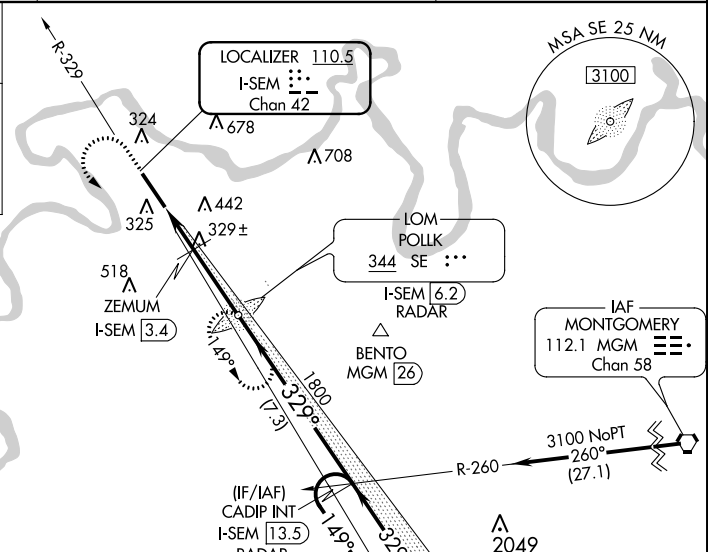 MSA SE 25 NM
3100
R-329
LOCALIZER 110.5
I-SEM
Chan 42
324
678
708
325
442
329±
518
ZEMUM
I-SEM 3.4
LOM
POLLK
344 SE
I-SEM 6.2
RADAR
BENTO
MGM 26
IAF
MONTGOMERY
112.1 MGM
Chan 58
149°
(7.3)
329°
1800
3100 NoPT
260°
(27.1)
R-260
(IF/IAF)
CADIP INT
I-SEM 13.5
RADAR
149°
329°
2049